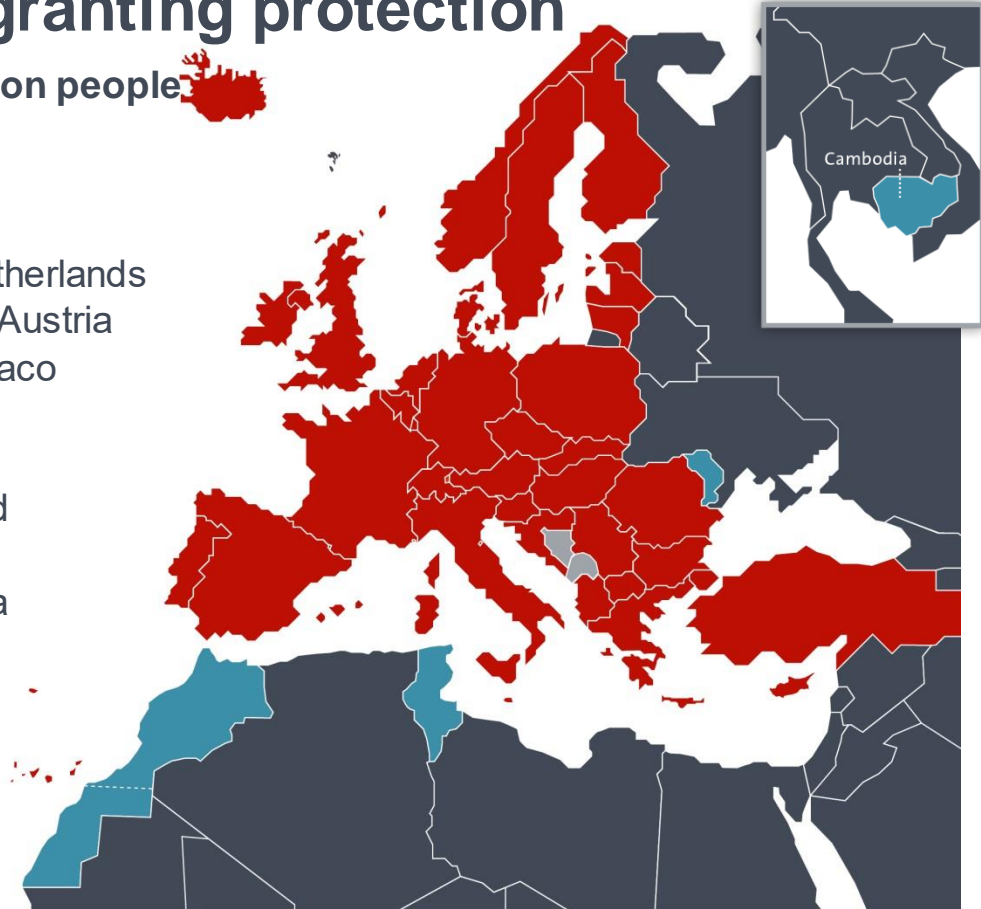 granting protection
on people
therlands
Austria
aco
d
a
Cambodia